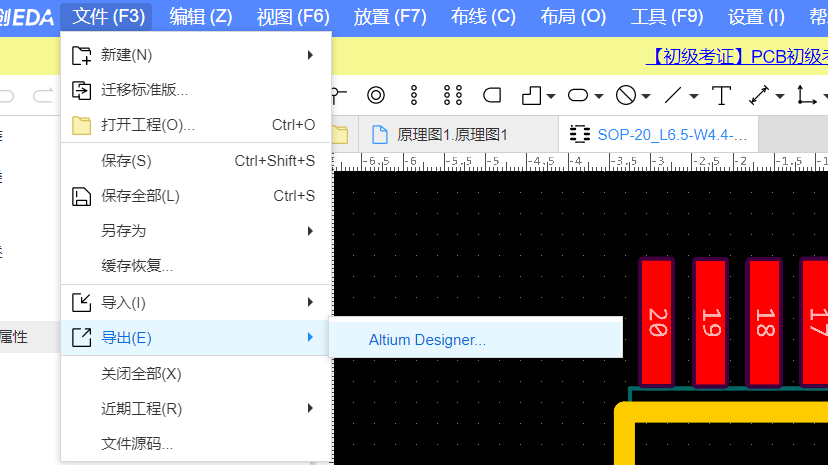 创EDA 文件 (F3) 编辑 (Z) 视图 (F6) 放置 (F7) 布线 (C) 布局 (O) 工具 (F9) 设置 (I)
【初级考证】PCB初级
新建(N)
迁移标准版...
打开工程(O)... Ctrl+O
原理图1.原理图1
SOP-20_L6.5-W4.4-...
保存(S) Ctrl+Shift+S
-6.5 -6 -5.5 -5 -4.5 -4 -3.5 -3 -2.5 -2 -1.5
保存全部(L) Ctrl+S
另存为
缓存恢复...
导入(I)
20 19 18 17
属性
导出(E)
Altium Designer...
关闭全部(X)
近期工程(R)
文件源码...